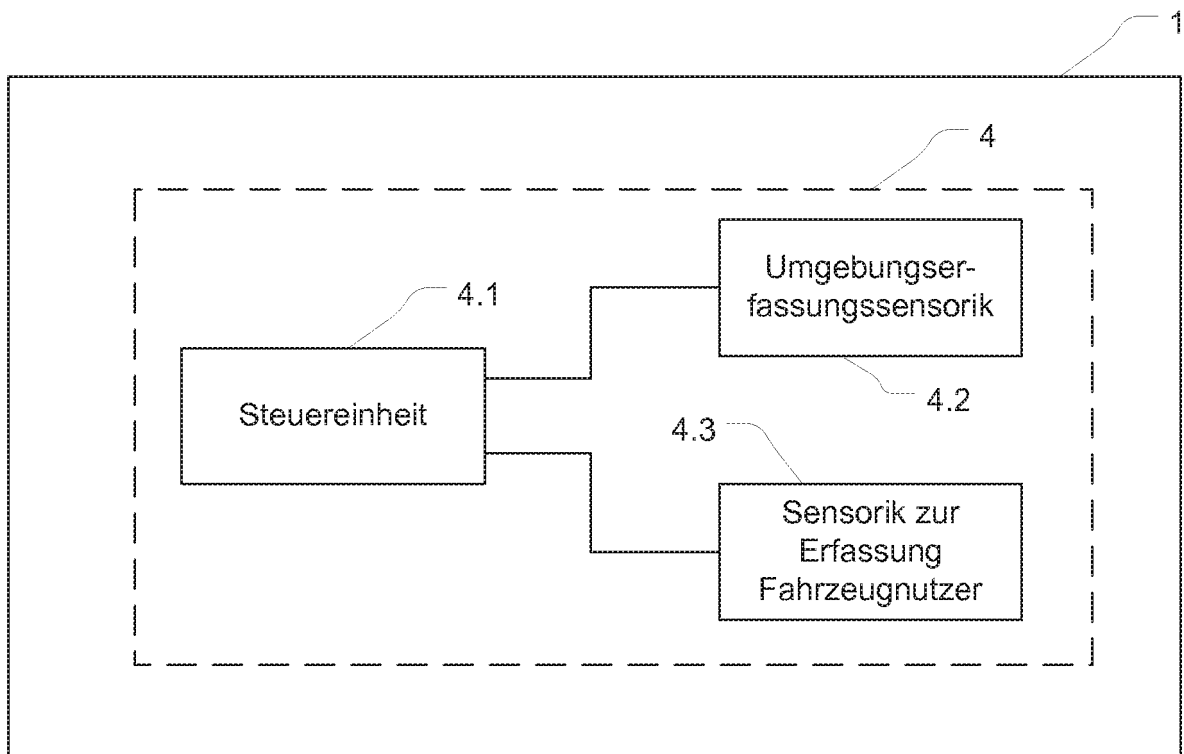 1
4
Umgebungser-
fassungssensorik
4.1
4.2
Steuereinheit
4.3
Sensorik zur
Erfassung
Fahrzeugnutzer